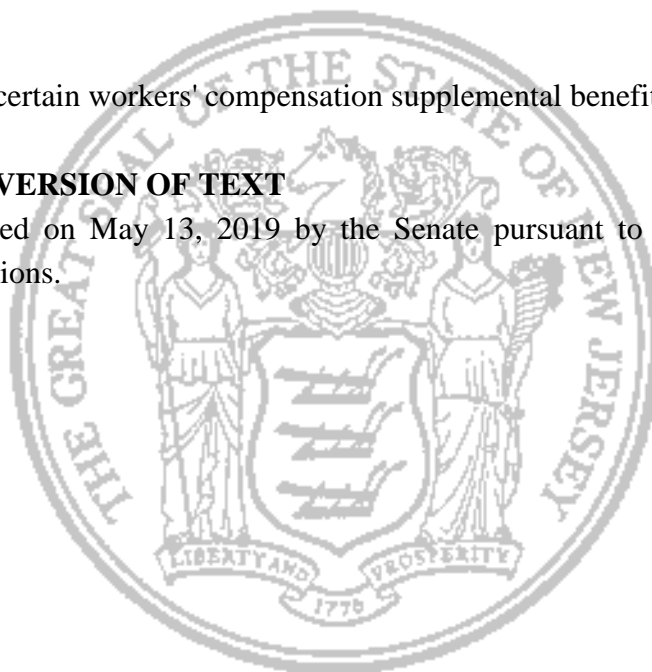 certain workers' compensation supplemental benefit
VERSION OF TEXT
ed on May 13, 2019 by the Senate pursuant to
ions.
THE GREAT SEAL OF THE STATE OF NEW JERSEY
LIBERTY AND PROSPERITY
1776